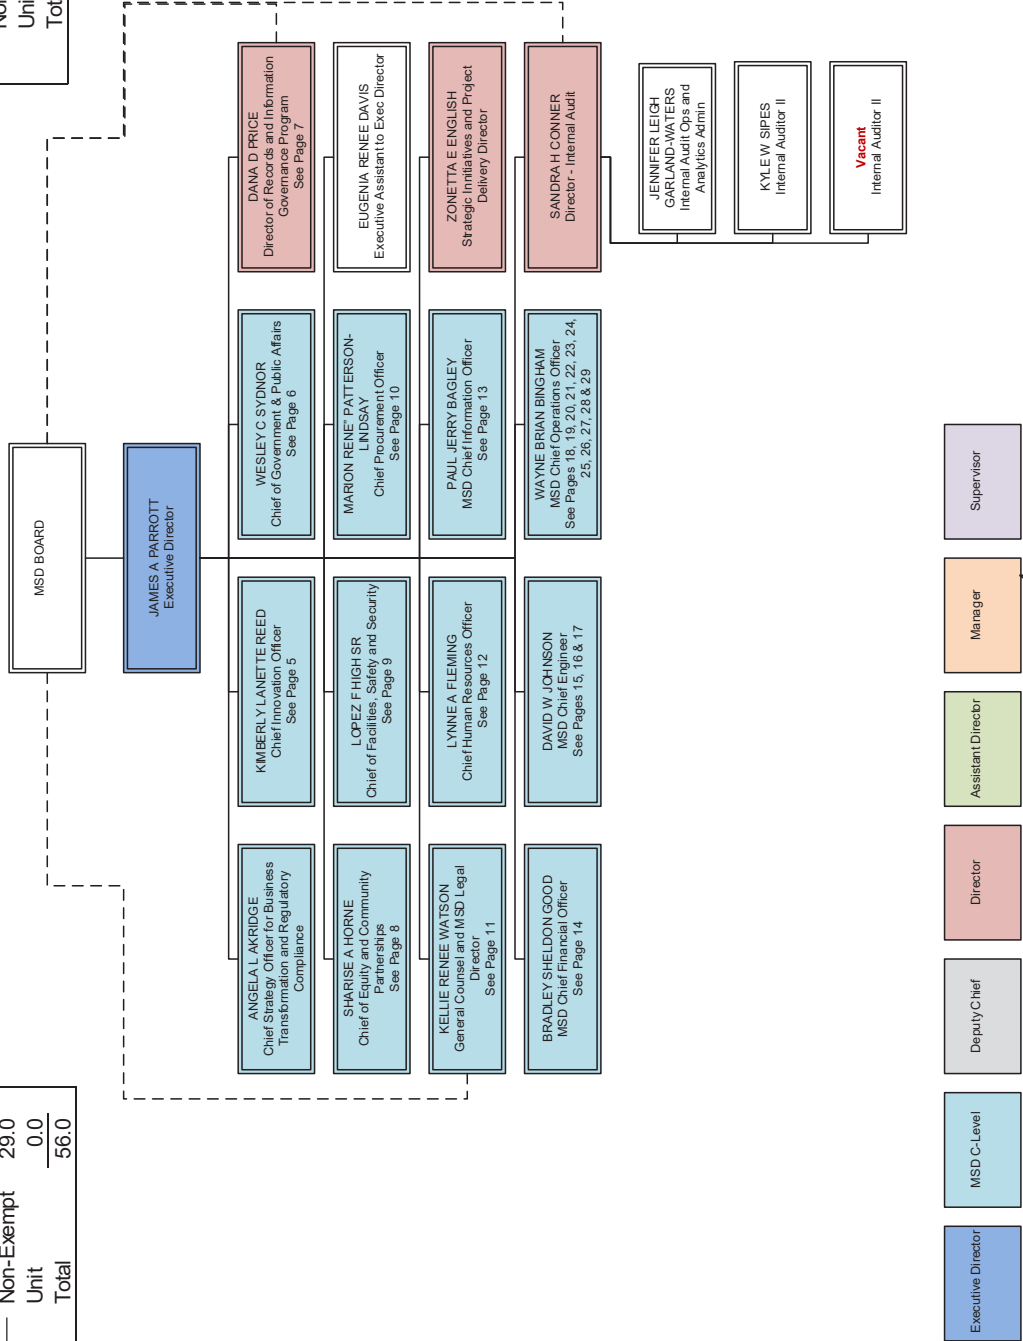 Non-Exempt 29.0
Unit 0.0
Total 56.0
Uni
Tot
MSD BOARD
JAMES A PARROTT
Executive Director
ANGELA L AKRIDGE
Chief Strategy Officer for Business
Transformation and Regulatory
Compliance
KIMBERLY LANETTE REED
Chief Innovation Officer
See Page 5
WESLEY C SYDNOR
Chief of Government & Public Affairs
See Page 6
DANA D PRICE
Director of Records and Information
Governance Program
See Page 7
SHARISE A HORNE
Chief of Equity and Community
Partnerships
See Page 8
LOPEZ F HIGH SR
Chief of Facilities, Safety and Security
See Page 9
MARION RENE" PATTERSON-
LINDSAY
Chief Procurement Officer
See Page 10
EUGENIA RENEE DAVIS
Executive Assistant to Exec Director
KELLIE RENEE WATSON
General Counsel and MSD Legal
Director
See Page 11
LYNNE A FLEMING
Chief Human Resources Officer
See Page 12
PAUL JERRY BAGLEY
MSD Chief Information Officer
See Page 13
ZONETTA E ENGLISH
Strategic Innitiatives and Project
Delivery Director
BRADLEY SHELDON GOOD
MSD Chief Financial Officer
See Page 14
DAVID W JOHNSON
MSD Chief Engineer
See Pages 15, 16 & 17
WAYNE BRIAN BINGHAM
MSD Chief Operations Officer
See Pages 18, 19, 20, 21, 22, 23, 24,
25, 26, 27, 28 & 29
SANDRA H CONNER
Director - Internal Audit
JENNIFER LEIGH
GARLAND-WATERS
Internal Audit Ops and
Analytics Admin
KYLE W SIPES
Internal Auditor II
Vacant
Internal Auditor II
Executive Director
MSD C-Level
Deputy Chief
Director
Assistant Director
Manager
Supervisor